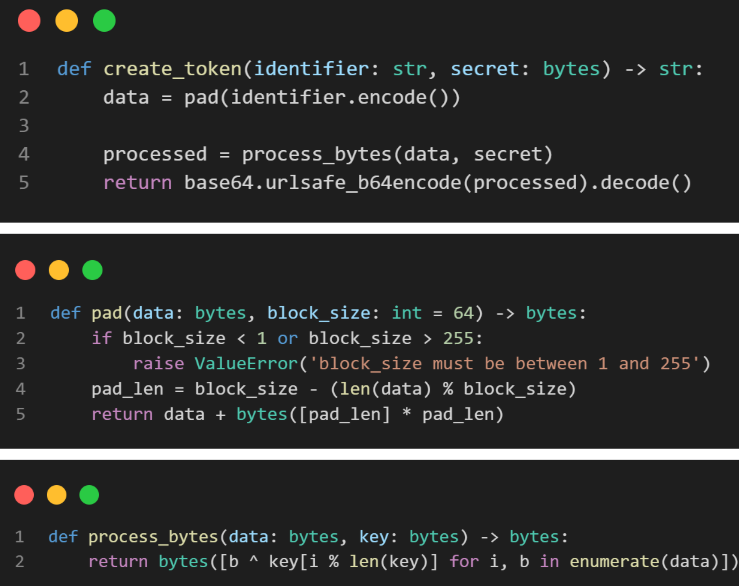 1 def create_token(identifier: str, secret: bytes) -> str:
2     data = pad(identifier.encode())
3
4     processed = process_bytes(data, secret)
5     return base64.urlsafe_b64encode(processed).decode()
1 def pad(data: bytes, block_size: int = 64) -> bytes:
2     if block_size < 1 or block_size > 255:
3         raise ValueError('block_size must be between 1 and 255')
4     pad_len = block_size - (len(data) % block_size)
5     return data + bytes([pad_len] * pad_len)
1 def process_bytes(data: bytes, key: bytes) -> bytes:
2     return bytes([b ^ key[i % len(key)] for i, b in enumerate(data)])